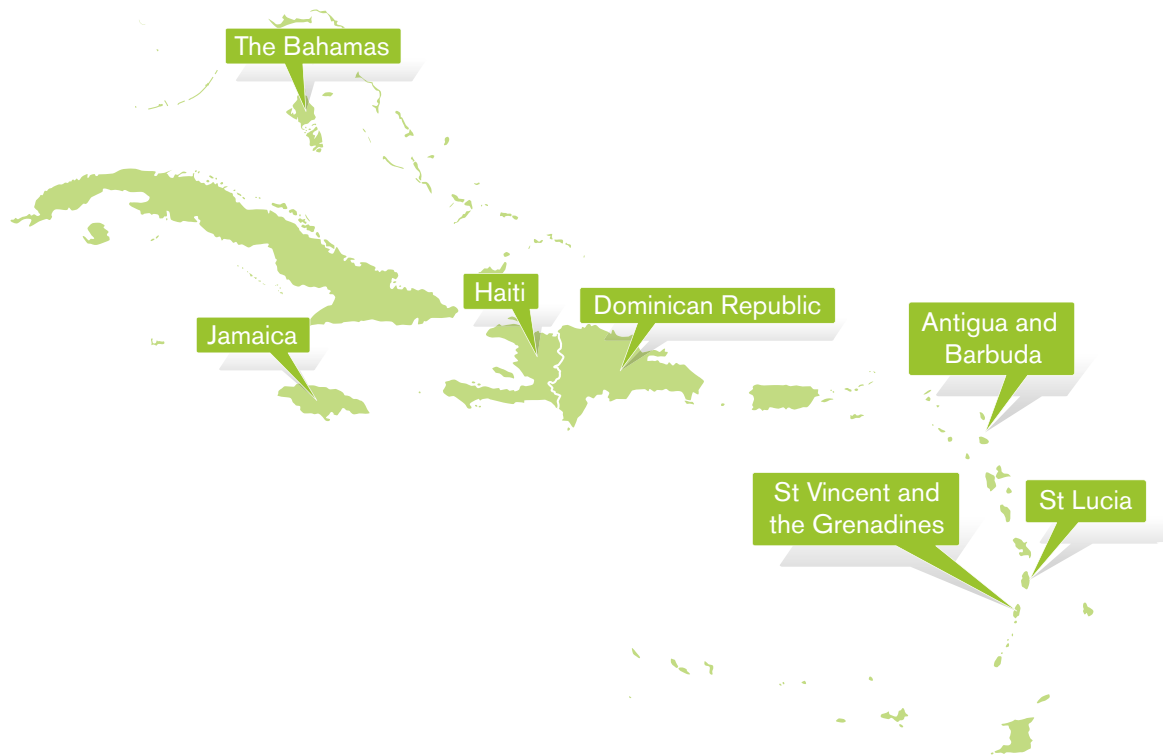 The Bahamas
Haiti
Dominican Republic
Jamaica
Antigua and
Barbuda
St Vincent and
the Grenadines
St Lucia